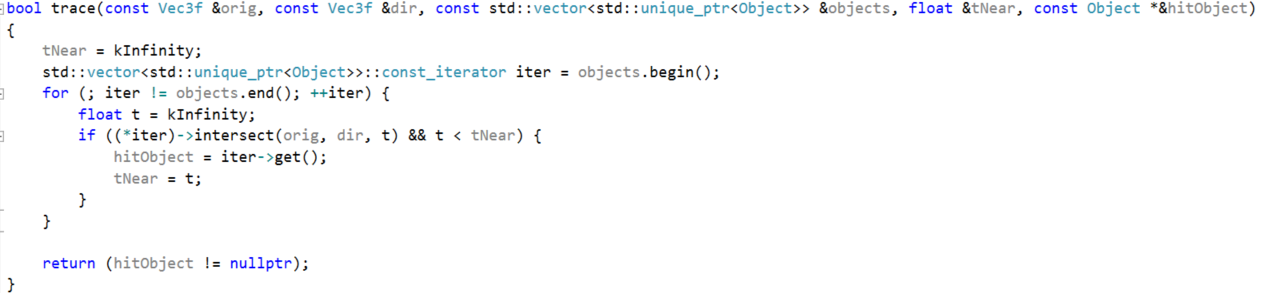 bool trace(const Vec3f &orig, const Vec3f &dir, const std::vector<std::unique_ptr<Object>> &objects, float &tNear, const Object *&hitObject)
{
    tNear = kInfinity;
    std::vector<std::unique_ptr<Object>>::const_iterator iter = objects.begin();
    for (; iter != objects.end(); ++iter) {
        float t = kInfinity;
        if ((*iter)->intersect(orig, dir, t) && t < tNear) {
            hitObject = iter->get();
            tNear = t;
        }
    }

    return (hitObject != nullptr);
}